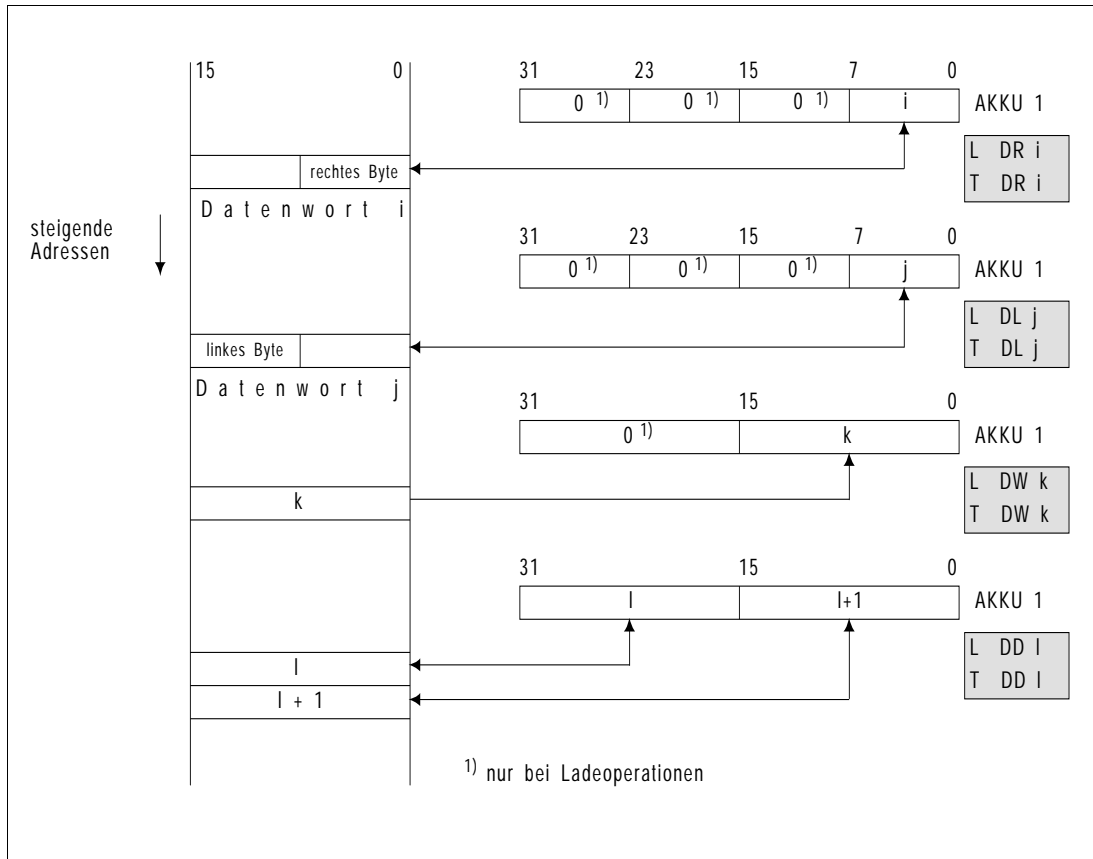 15 0
31 23 15 7 0
0 1) 0 1) 0 1) i AKKU 1
rechtes Byte
L DR i
T DR i
Datenwort i
steigende
Adressen
31 23 15 7 0
0 1) 0 1) 0 1) j AKKU 1
linkes Byte
L DL j
T DL j
Datenwort j
31 15 0
0 1) k AKKU 1
k
L DW k
T DW k
31 15 0
l l+1 AKKU 1
l
L DD l
T DD l
l + 1
1) nur bei Ladeoperationen